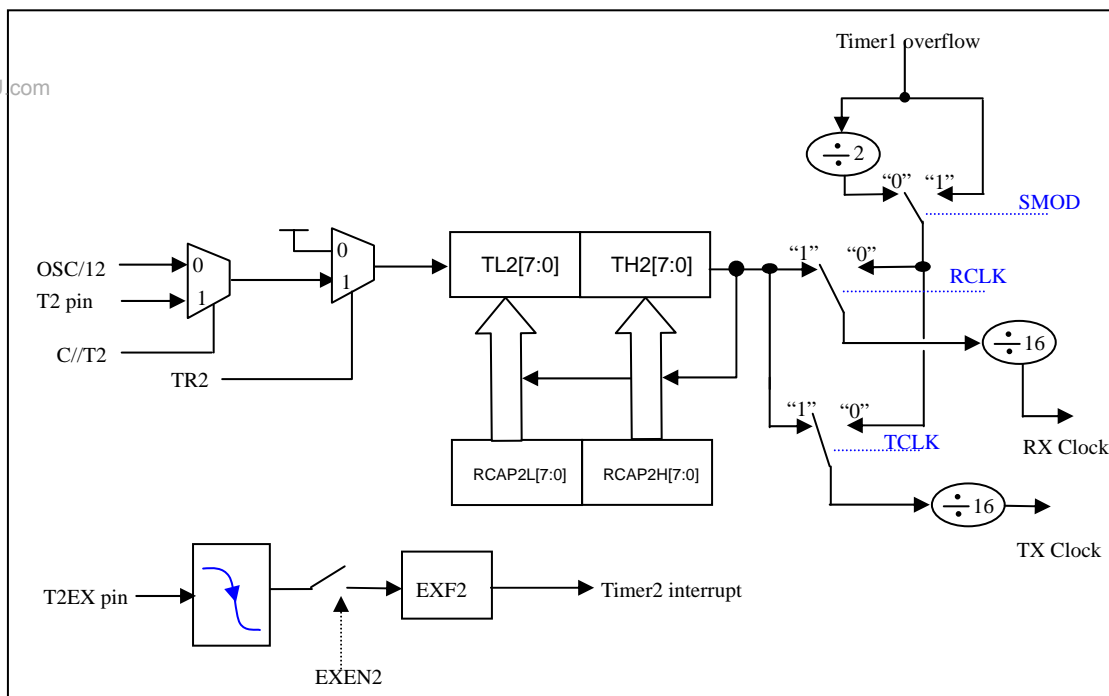 Timer1 overflow
J.com
÷ 2
“0” “1”
SMOD
OSC/12
T2 pin
C//T2
0
1
0
1
TR2
TL2[7:0]
TH2[7:0]
“1”
“0”
RCLK
÷ 16
RX Clock
RCAP2L[7:0]
RCAP2H[7:0]
“1”
“0”
TCLK
÷ 16
TX Clock
T2EX pin
EXF2
Timer2 interrupt
EXEN2